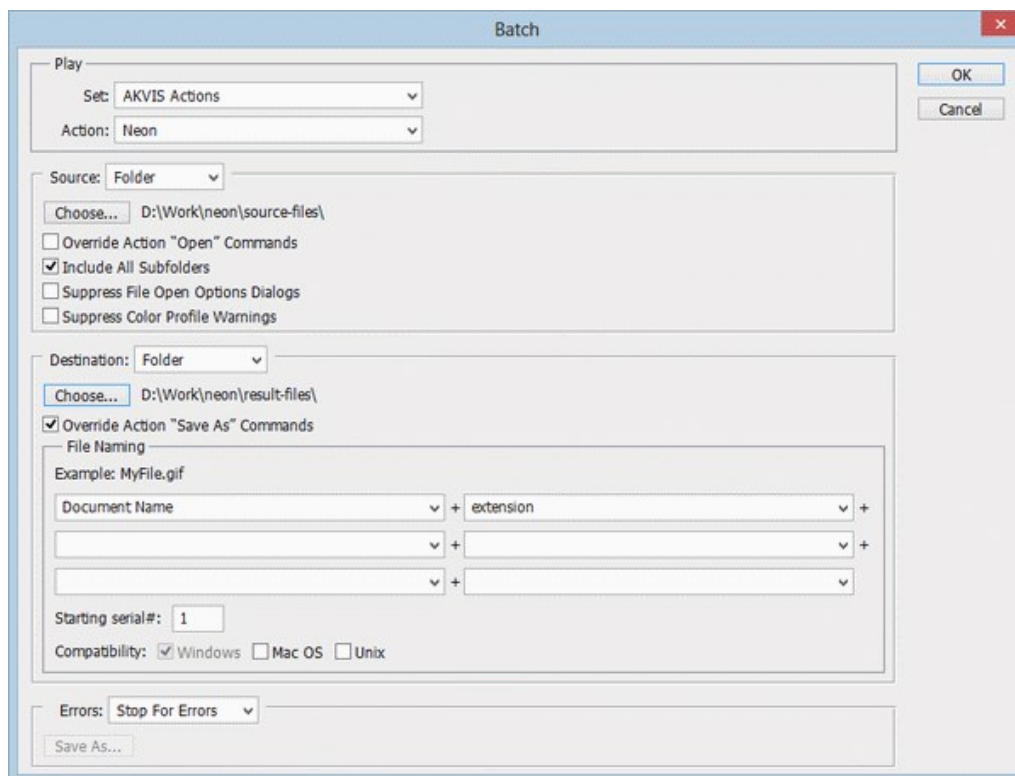 Batch
Play
OK
Set: AKVIS Actions
Cancel
Action: Neon
Source: Folder
Choose... D:\Work\neon\source-files\
Override Action "Open" Commands
Include All Subfolders
Suppress File Open Options Dialogs
Suppress Color Profile Warnings
Destination: Folder
Choose... D:\Work\neon\result-files\
Override Action "Save As" Commands
File Naming
Example: MyFile.gif
Document Name + extension +
+ +
+
Starting serial#: 1
Compatibility: Windows Mac OS Unix
Errors: Stop For Errors
Save As...